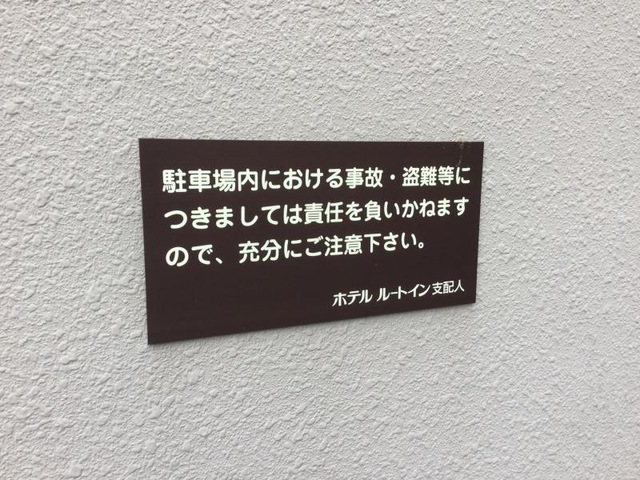 駐車場内における事故・盗難等に
つきましては責任を負いかねます
ので、充分にご注意下さい。
ホテル ルートイン支配人